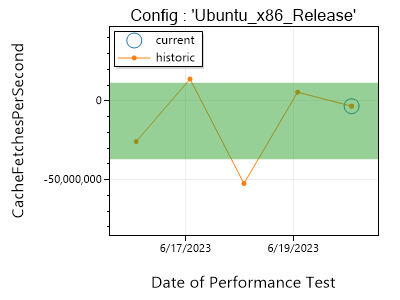 Config : 'Ubuntu_x86_Release'
current
historic
CacheFetchesPerSecond
0
-50,000,000
6/17/2023
6/19/2023
Date of Performance Test